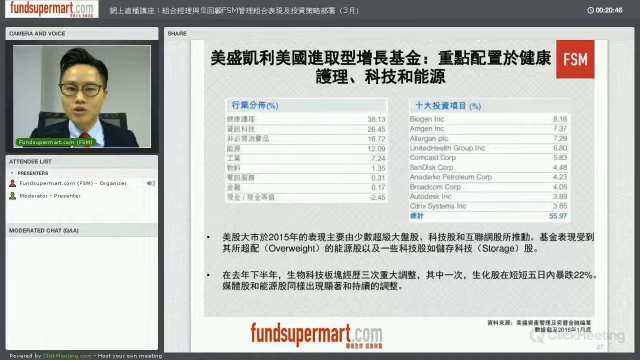 fundsupermart.com
網上直播講座：組合經理與你回顧FSM管理組合表現及投資策略部署（3月）
00:20:46
CAMERA AND VOICE
SHARE
Fundsupermart.com (FSM)
ATTENDEE LIST
PRESENTERS
Fundsupermart.com (FSM) - Organizer
Moderator - Presenter
MODERATED CHAT (Q&A)
美盛凱利美國進取型增長基金：重點配置於健康
護理、科技和能源
FSM
行業分佈(%)
健康護理 38.13
資訊科技 26.45
非必需消費品 16.72
能源 12.09
工業 7.24
物料 1.35
電訊服務 0.31
金融 0.17
現金／現金等值 -2.45
十大投資項目 (%)
Biogen Inc 8.18
Amgen Inc 7.37
Allergan plc 7.29
UnitedHealth Group Inc 6.80
Comcast Corp 5.83
SanDisk Corp 4.48
Anadarko Petroleum Corp 4.23
Broadcom Corp 4.05
Autodesk Inc 3.89
Citrix Systems Inc 3.85
總計 55.97
• 美股大市於2015年的表現主要由少數超級大盤股、科技股和互聯網股所推動。基金表現受到
其所超配（Overweight）的能源股以及一些科技股如儲存科技（Storage）股。
• 在去年下半年，生物科技板塊經歷三次重大調整，其中一次，生化股在短短五日內暴跌22%。
媒體股和能源股同樣出現顯著和持續的調整。
資料來源：美盛資產管理及奕豐金融編纂
數據截至2016年1月底
fundsupermart.com
27
ClickMeeting
Powered by ClickMeeting.com • Host your own meeting